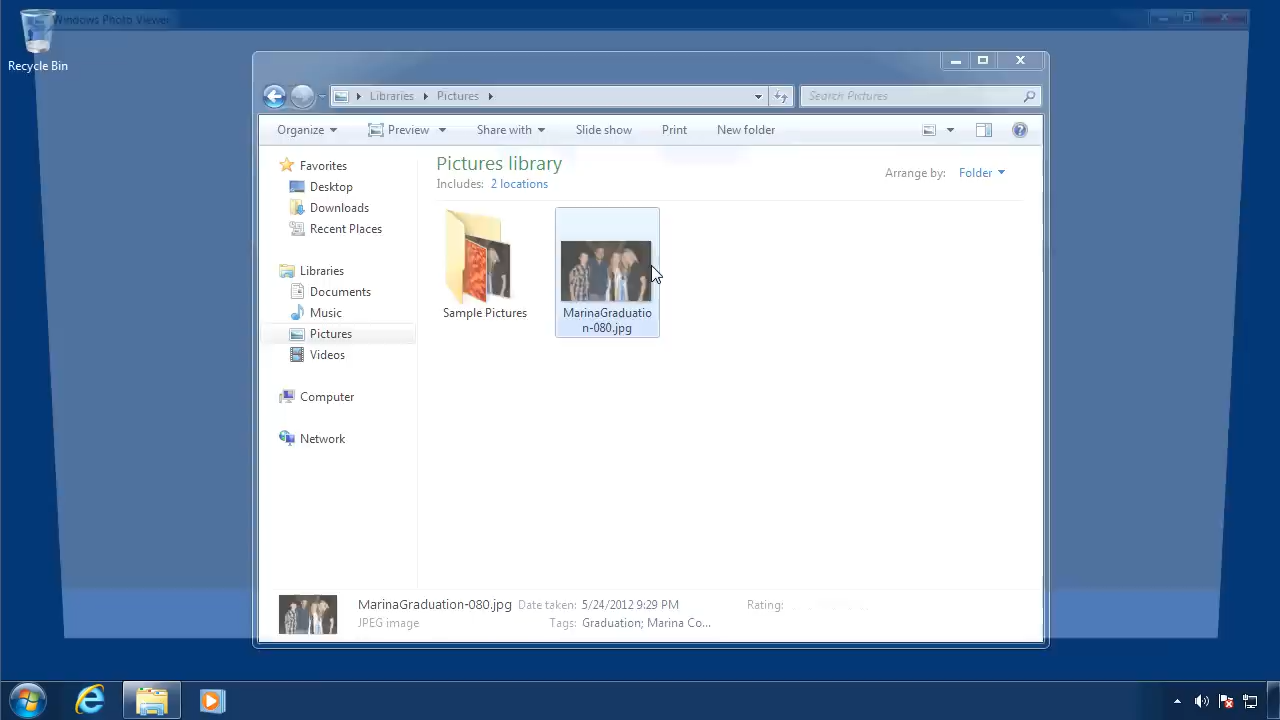 Windows Photo Viewer
Recycle Bin
Libraries
Pictures
Search Pictures
Organize
Preview
Share with
Slide show
Print
New folder
Favorites
Desktop
Downloads
Recent Places
Libraries
Documents
Music
Pictures
Videos
Computer
Network
Pictures library
Includes: 2 locations
Arrange by: Folder
Sample Pictures
MarinaGraduatio
n-080.jpg
MarinaGraduation-080.jpg Date taken: 5/24/2012 9:29 PM Rating:
JPEG image Tags: Graduation; Marina Co...